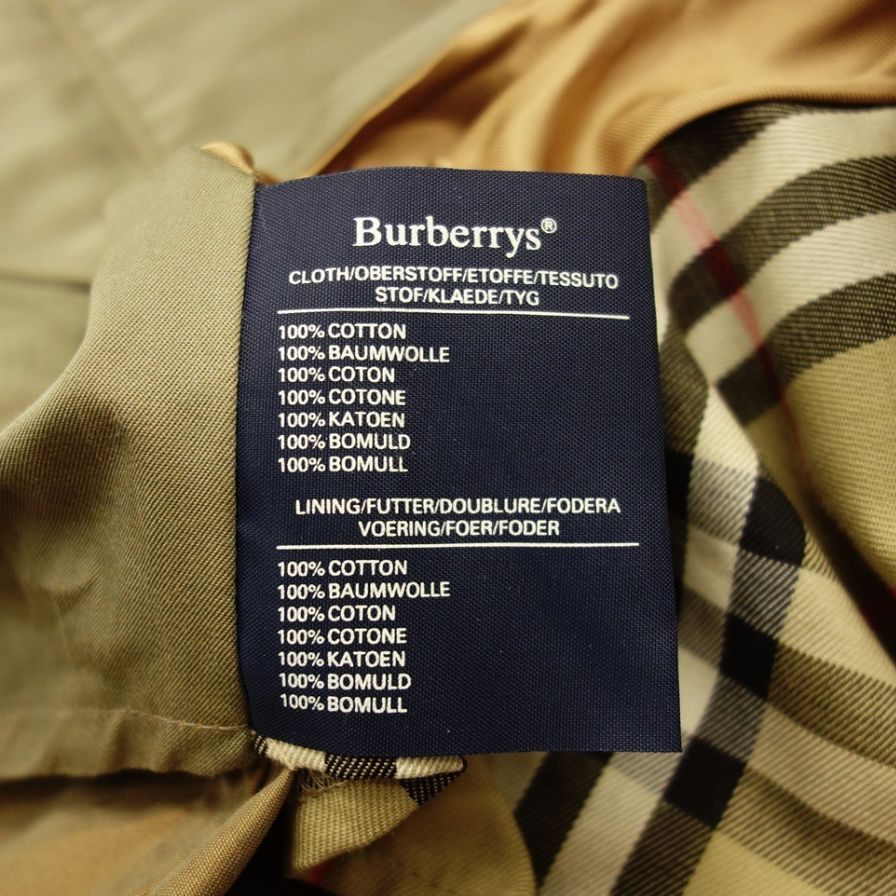 Burberrys®
CLOTH/OBERSTOFF/ETOFFE/TESSUTO
STOF/KLAEDE/TYG
100% COTTON
100% BAUMWOLLE
100% COTON
100% COTONE
100% KATOEN
100% BOMULD
100% BOMULL
LINING/FUTTER/DOUBLURE/FODERA
VOERING/FOER/FODER
100% COTTON
100% BAUMWOLLE
100% COTON
100% COTONE
100% KATOEN
100% BOMULD
100% BOMULL